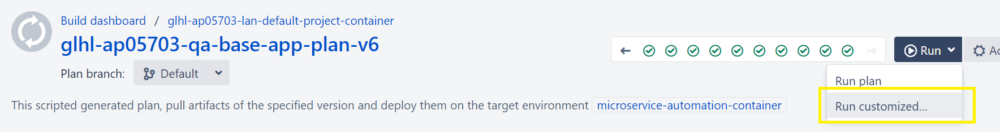 Build dashboard / glhl-ap05703-lan-default-project-container
glhl-ap05703-qa-base-app-plan-v6
Run
Ac
Plan branch: Default
Run plan
This scripted generated plan, pull artifacts of the specified version and deploy them on the target environment microservice-automation-container
Run customized...